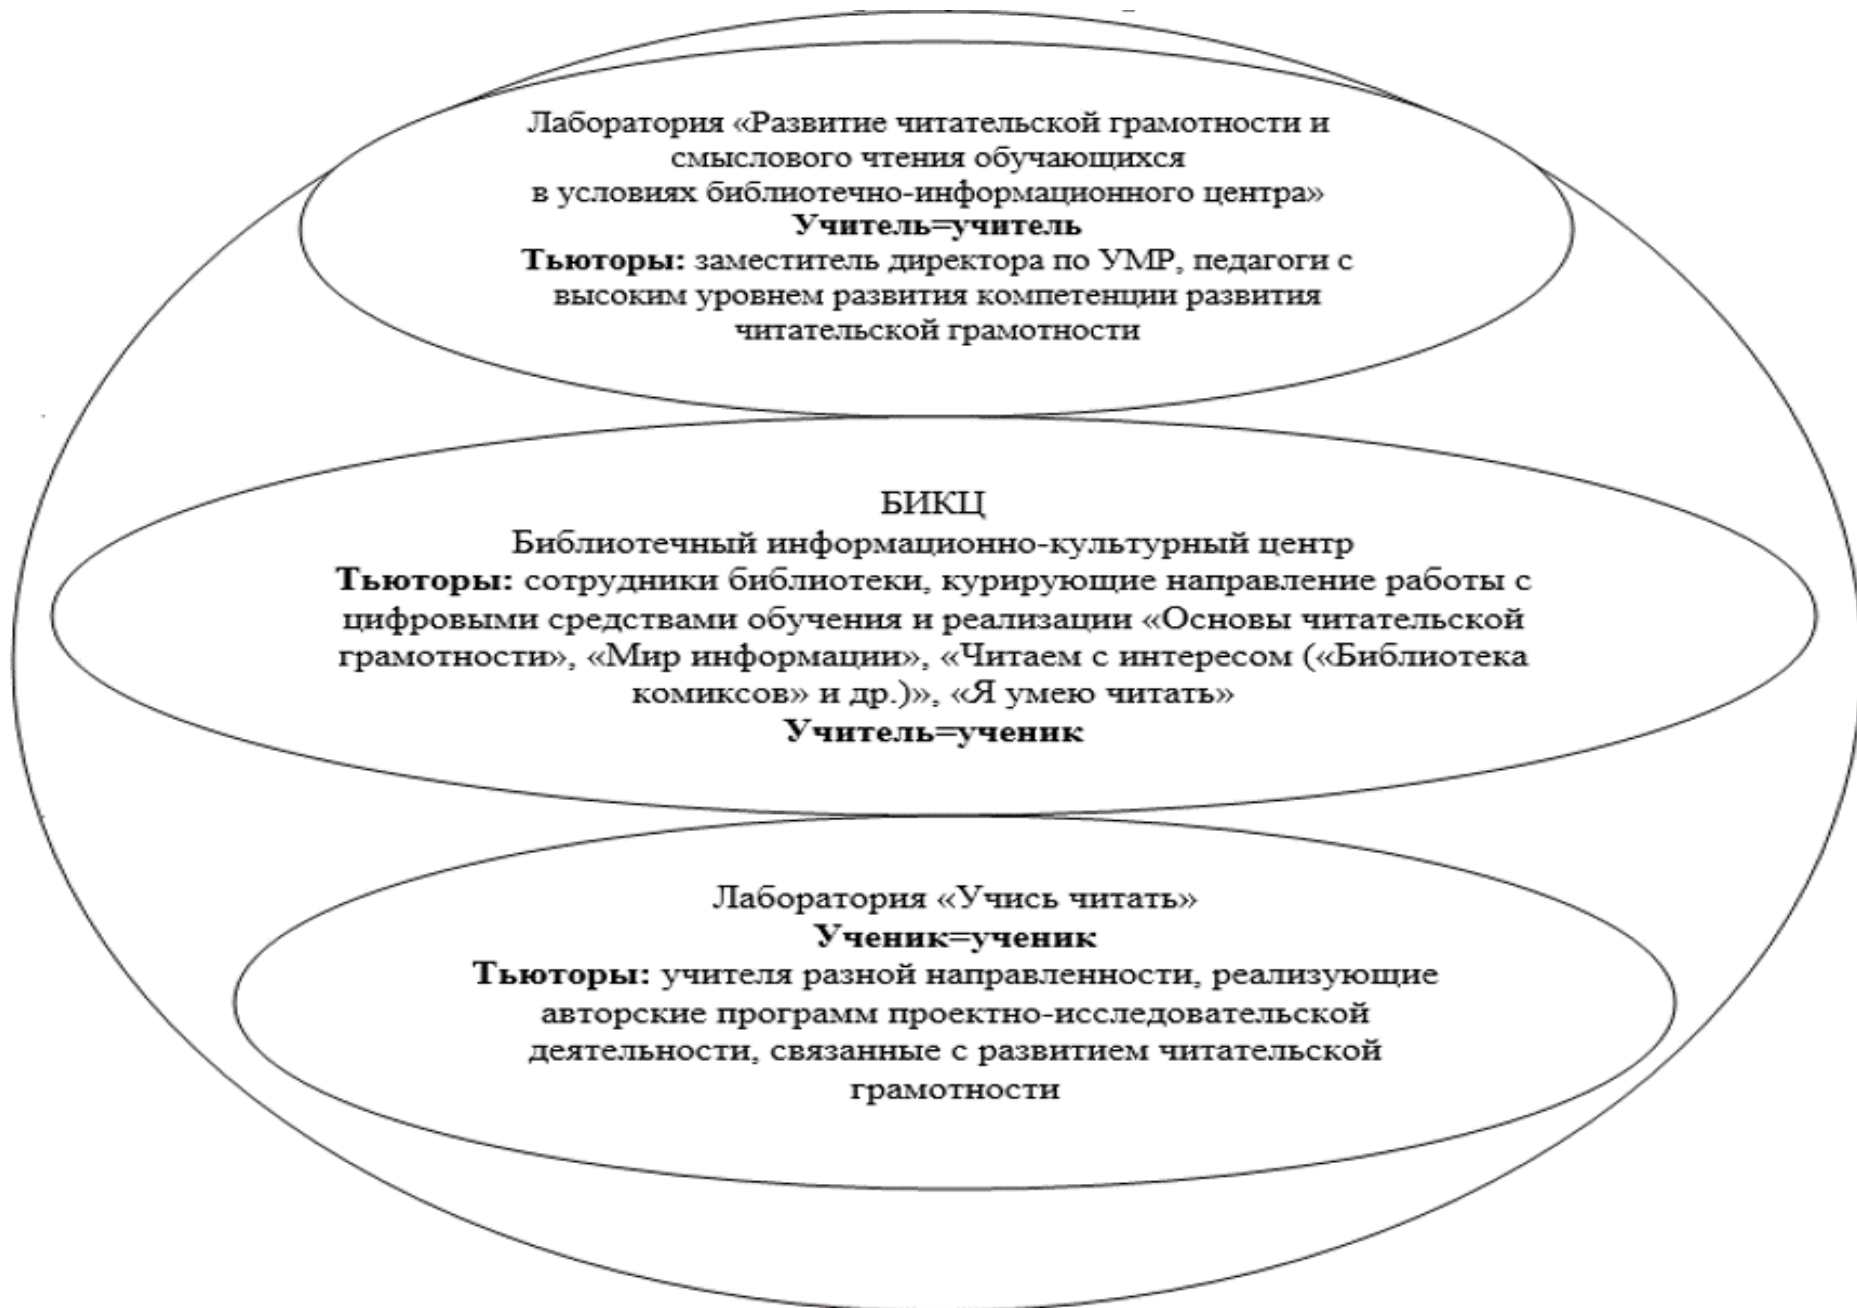 Лаборатория «Развитие читательской грамотности и
смыслового чтения обучающихся
в условиях библиотечно-информационного центра»
Учитель=учитель
Тьюторы: заместитель директора по УМР, педагоги с
высоким уровнем развития компетенции развития
читательской грамотности
БИКЦ
Библиотечный информационно-культурный центр
Тьюторы: сотрудники библиотеки, курирующие направление работы с
цифровыми средствами обучения и реализации «Основы читательской
грамотности», «Мир информации», «Читаем с интересом («Библиотека
комиксов» и др.)», «Я умею читать»
Учитель=ученик
Лаборатория «Учись читать»
Ученик=ученик
Тьюторы: учителя разной направленности, реализующие
авторские программ проектно-исследовательской
деятельности, связанные с развитием читательской
грамотности